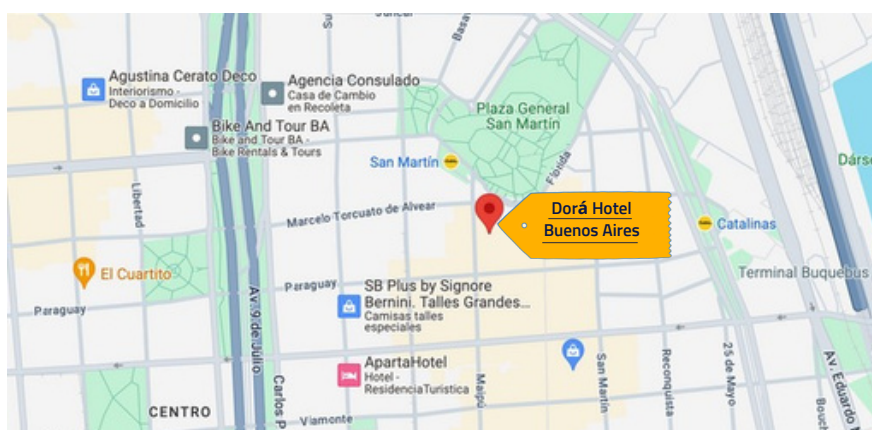 Juncal
Basav
Agustina Cerato Deco
Interiorismo -
Deco a Domicilio
Agencia Consulado
Casa de Cambio
en Recoleta
Plaza General
San Martín
Bike And Tour BA
Bike and Tour BA -
Bike Rentals & Tours
San Martín
Florida
Dárse
Libertad
Marcelo Torcuato de Alvear
Dorá Hotel
Buenos Aires
Catalinas
El Cuartito
Paraguay
Paraguay
Terminal Buquebus
SB Plus by Signore
Bernini. Talles Grandes...
Camisas talles
especiales
Av. 9 de Julio
ApartaHotel
Hotel -
ResidenciaTuristica
Carlos P
Maipú
San Martín
Reconquista
25 de Mayo
Av. Eduardo M
Bouch
CENTRO
Viamonte